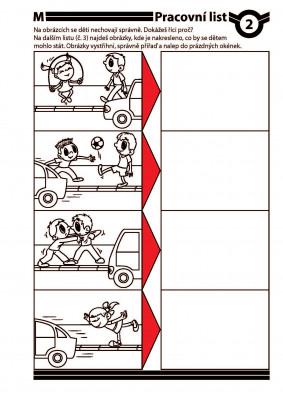 M Pracovní list 2
Na obrázcích se děti nechovají správně. Dokážeš říci proč?
Na dalším listu (č. 3) najdeš obrázky, kde je nakresleno, co by se dětem
mohlo stát. Obrázky vystřihni, správně přiřaď a nalep do prázdných okének.